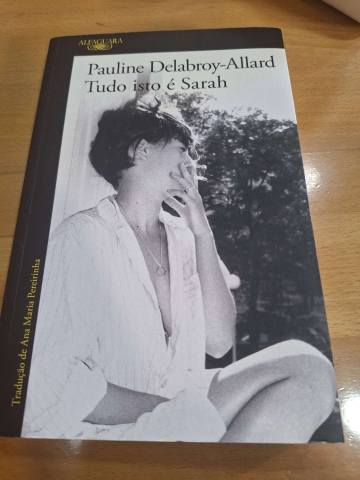 ALFAGUARA
Pauline Delabroy-Allard
Tudo isto é Sarah
Tradução de Ana Maria Pereirinha